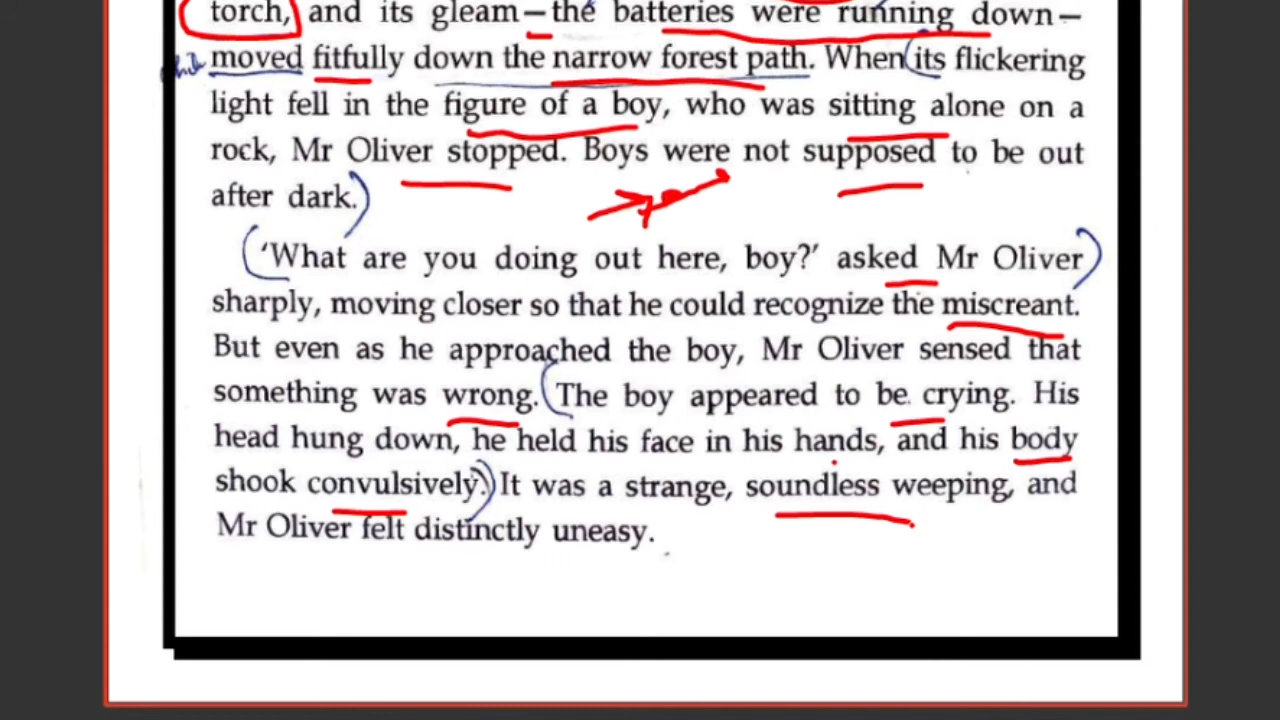 torch, and its gleam—the batteries were running down—
moved fitfully down the narrow forest path. When its flickering
light fell in the figure of a boy, who was sitting alone on a
rock, Mr Oliver stopped. Boys were not supposed to be out
after dark.
'What are you doing out here, boy?' asked Mr Oliver
sharply, moving closer so that he could recognize the miscreant.
But even as he approached the boy, Mr Oliver sensed that
something was wrong. The boy appeared to be crying. His
head hung down, he held his face in his hands, and his body
shook convulsively. It was a strange, soundless weeping, and
Mr Oliver felt distinctly uneasy.